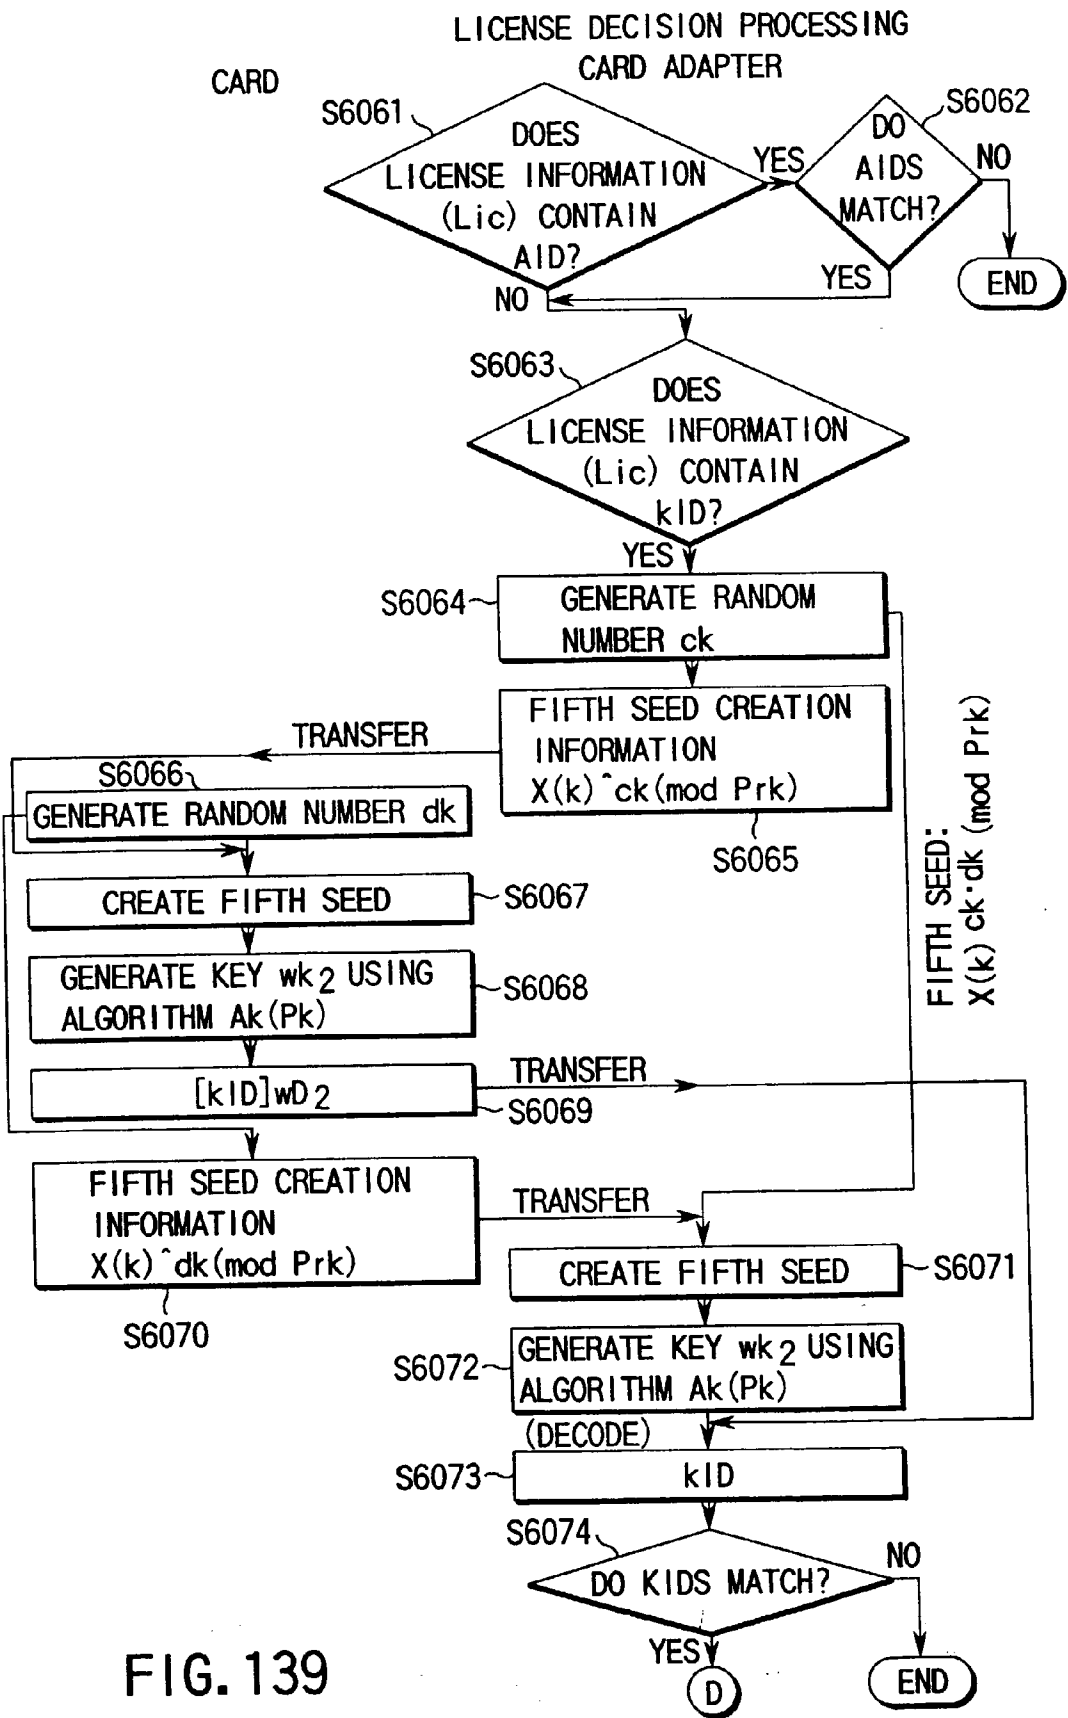 LICENSE DECISION PROCESSING
CARD ADAPTER
CARD
S6061
DOES
LICENSE INFORMATION
(Lic) CONTAIN
AID?
YES
S6062
DO
AIDS
MATCH?
NO
YES
END
NO
S6063
DOES
LICENSE INFORMATION
(Lic) CONTAIN
kID?
YES
S6064
GENERATE RANDOM
NUMBER ck
FIFTH SEED CREATION
INFORMATION
X(k)^ck(mod Prk)
S6065
TRANSFER
S6066
GENERATE RANDOM NUMBER dk
CREATE FIFTH SEED
S6067
GENERATE KEY wk2 USING
ALGORITHM Ak(Pk)
S6068
[kID]wD2
S6069
TRANSFER
FIFTH SEED:
X(k) ck·dk (mod Prk)
FIFTH SEED CREATION
INFORMATION
X(k)^dk(mod Prk)
S6070
TRANSFER
CREATE FIFTH SEED
S6071
S6072
GENERATE KEY wk2 USING
ALGORITHM Ak(Pk)
(DECODE)
S6073
kID
S6074
DO KIDS MATCH?
NO
YES
D
END
FIG.139